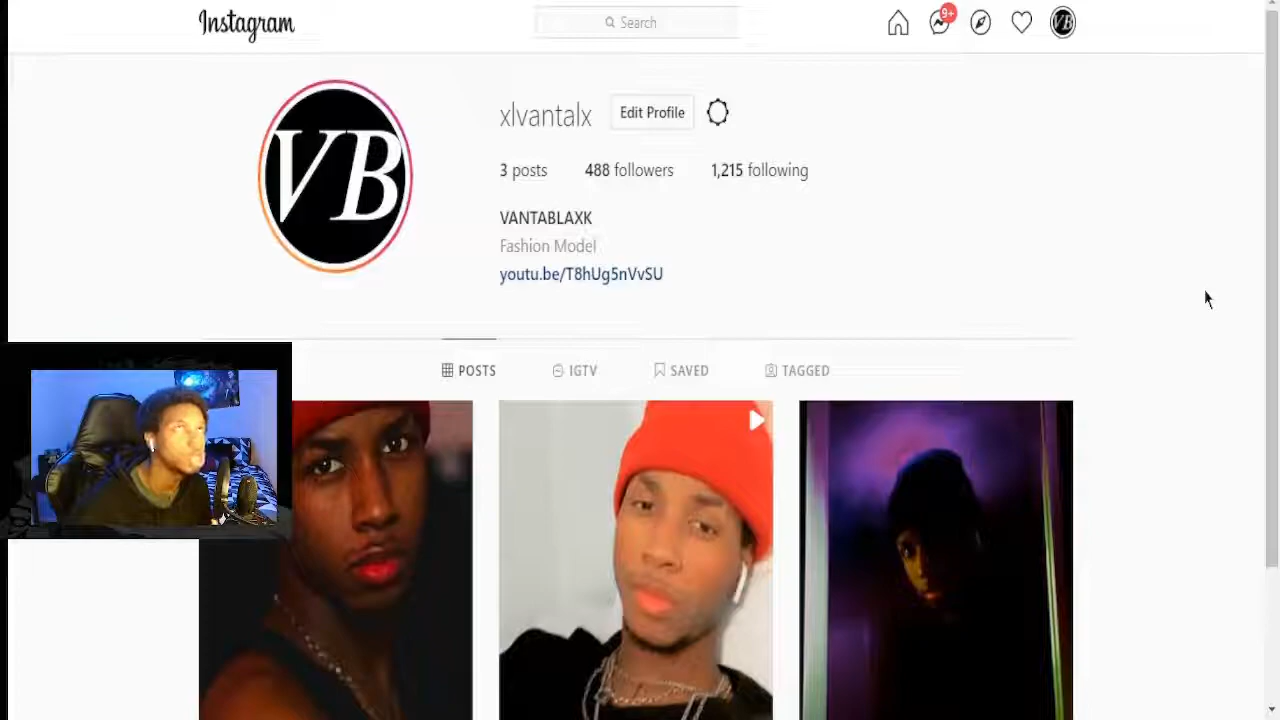 Instagram
Search
9+
VB
xlvantalx
Edit Profile
3 posts 488 followers 1,215 following
VB
VANTABLAXK
Fashion Model
youtu.be/T8hUg5nVvSU
POSTS IGTV SAVED TAGGED